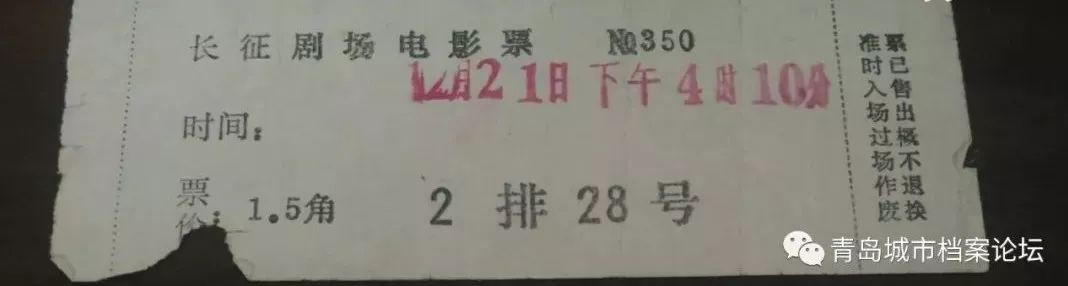 长征剧场电影票 №350
12月21日 下午4时10分
时间：
票价：1.5角 2排28号
票已售出概不退换
准时入场过场作废
青岛城市档案论坛